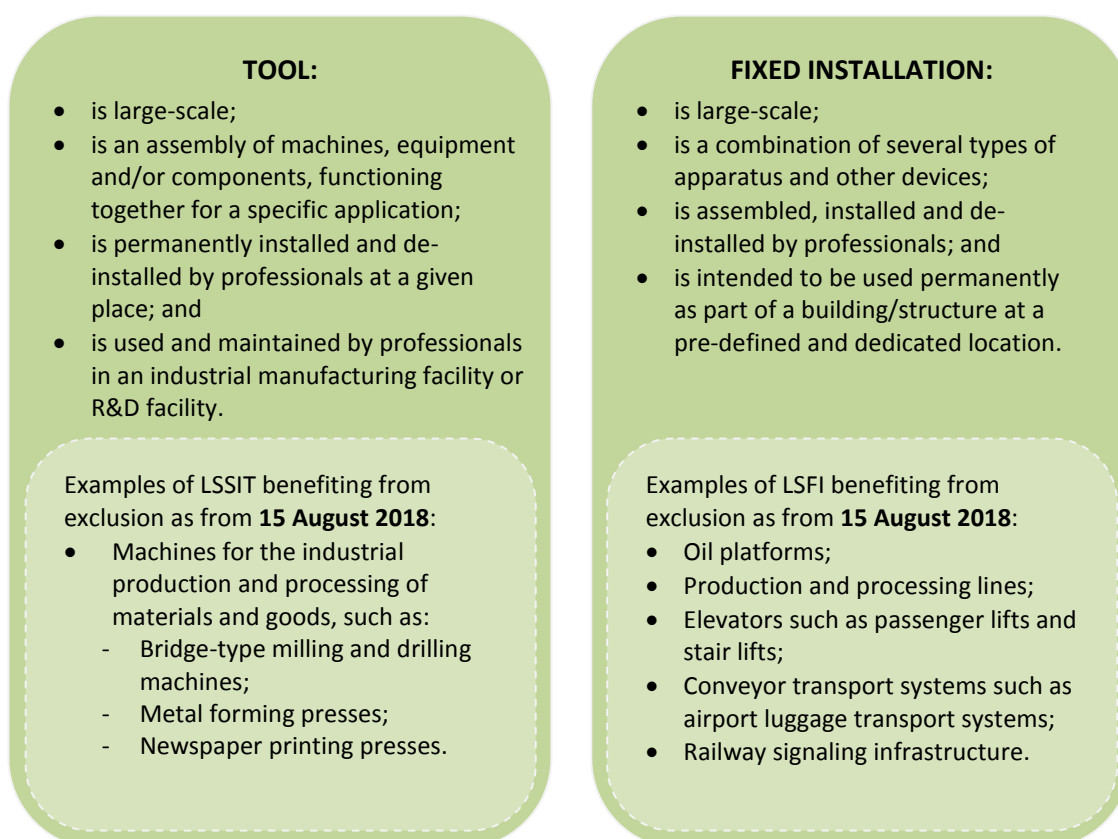 TOOL:
• is large-scale;
• is an assembly of machines, equipment
and/or components, functioning
together for a specific application;
• is permanently installed and de-
installed by professionals at a given
place; and
• is used and maintained by professionals
in an industrial manufacturing facility or
R&D facility.
Examples of LSSIT benefiting from
exclusion as from 15 August 2018:
• Machines for the industrial
production and processing of
materials and goods, such as:
- Bridge-type milling and drilling
machines;
- Metal forming presses;
- Newspaper printing presses.
FIXED INSTALLATION:
• is large-scale;
• is a combination of several types of
apparatus and other devices;
• is assembled, installed and de-
installed by professionals; and
• is intended to be used permanently
as part of a building/structure at a
pre-defined and dedicated location.
Examples of LSFI benefiting from
exclusion as from 15 August 2018:
• Oil platforms;
• Production and processing lines;
• Elevators such as passenger lifts and
stair lifts;
• Conveyor transport systems such as
airport luggage transport systems;
• Railway signaling infrastructure.